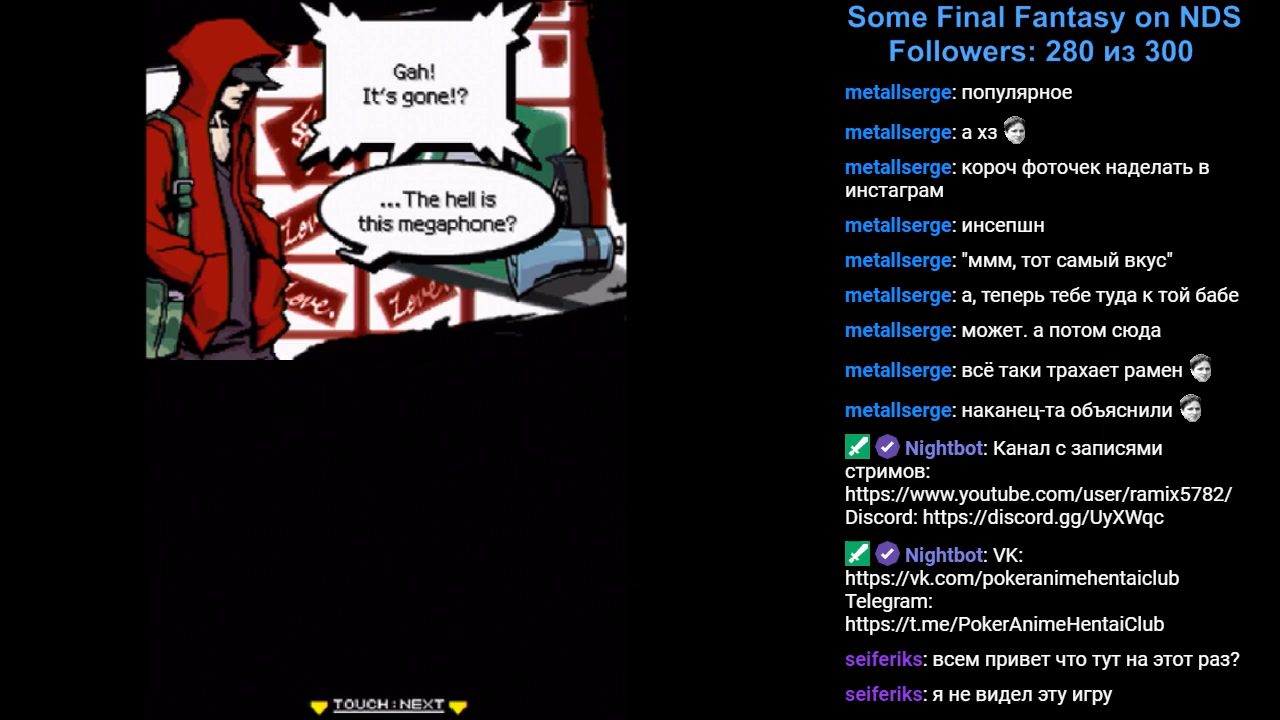 Gah!
It's gone!?
...The hell is
this megaphone?
Love.
Love.
Love.
TOUCH:NEXT
Some Final Fantasy on NDS
Followers: 280 из 300
metallserge: популярное
metallserge: а хз
metallserge: короч фоточек наделать в
инстаграм
metallserge: инсепшн
metallserge: "ммм, тот самый вкус"
metallserge: а, теперь тебе туда к той бабе
metallserge: может. а потом сюда
metallserge: всё таки трахает рамен
metallserge: наканец-та объяснили
Nightbot: Канал с записями
стримов:
https://www.youtube.com/user/ramix5782/
Discord: https://discord.gg/UyXWqc
Nightbot: VK:
https://vk.com/pokeranimehentaiclub
Telegram:
https://t.me/PokerAnimeHentaiClub
seiferiks: всем привет что тут на этот раз?
seiferiks: я не видел эту игру